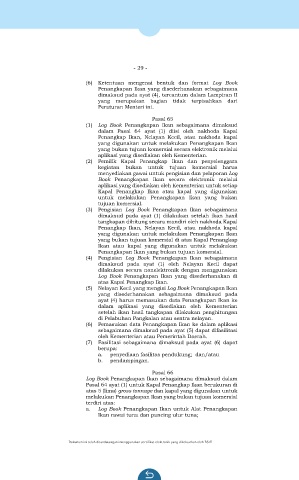 - 29 -
(6) Ketentuan mengenai bentuk dan format Log Book
Penangkapan Ikan yang disederhanakan sebagaimana
dimaksud pada ayat (4), tercantum dalam Lampiran II
yang merupakan bagian tidak terpisahkan dari
Peraturan Menteri ini.
Pasal 65
(1) Log Book Penangkapan Ikan sebagaimana dimaksud
dalam Pasal 64 ayat (1) diisi oleh nakhoda Kapal
Penangkap Ikan, Nelayan Kecil, atau nakhoda kapal
yang digunakan untuk melakukan Penangkapan Ikan
yang bukan tujuan komersial secara elektronik melalui
aplikasi yang disediakan oleh Kementerian.
(2) Pemilik Kapal Penangkap Ikan dan penyelenggara
kegiatan bukan untuk tujuan komersial harus
menyediakan gawai untuk pengisian dan pelaporan Log
Book Penangkapan Ikan secara elektronik melalui
aplikasi yang disediakan oleh Kementerian untuk setiap
Kapal Penangkap Ikan atau kapal yang digunakan
untuk melakukan Penangkapan Ikan yang bukan
tujuan komersial.
(3) Pengisian Log Book Penangkapan Ikan sebagaimana
dimaksud pada ayat (1) dilakukan setelah ikan hasil
tangkapan dihitung secara mandiri oleh nakhoda Kapal
Penangkap Ikan, Nelayan Kecil, atau nakhoda kapal
yang digunakan untuk melakukan Penangkapan Ikan
yang bukan tujuan komersial di atas Kapal Penangkap
Ikan atau kapal yang digunakan untuk melakukan
Penangkapan Ikan yang bukan tujuan komersial.
(4) Pengisian Log Book Penangkapan Ikan sebagaimana
dimaksud pada ayat (1) oleh Nelayan Kecil dapat
dilakukan secara nonelektronik dengan menggunakan
Log Book Penangkapan Ikan yang disederhanakan di
atas Kapal Penangkap Ikan.
(5) Nelayan Kecil yang mengisi Log Book Penangkapan Ikan
yang disederhanakan sebagaimana dimaksud pada
ayat (4) harus memasukan data Penangkapan Ikan ke
dalam aplikasi yang disediakan oleh Kementerian
setelah ikan hasil tangkapan dilakukan penghitungan
di Pelabuhan Pangkalan atau sentra nelayan.
(6) Pemasukan data Penangkapan Ikan ke dalam aplikasi
sebagaimana dimaksud pada ayat (5) dapat difasilitasi
oleh Kementerian atau Pemerintah Daerah.
(7) Fasilitasi sebagaimana dimaksud pada ayat (6) dapat
berupa:
a. penyediaan fasilitas pendukung; dan/atau
b. pendampingan.
Pasal 66
Log Book Penangkapan Ikan sebagaimana dimaksud dalam
Pasal 64 ayat (1) untuk Kapal Penangkap Ikan berukuran di
atas 5 (lima) gross tonnage dan kapal yang digunakan untuk
melakukan Penangkapan Ikan yang bukan tujuan komersial
terdiri atas:
a. Log Book Penangkapan Ikan untuk Alat Penangkapan
Ikan rawai tuna dan pancing ulur tuna;